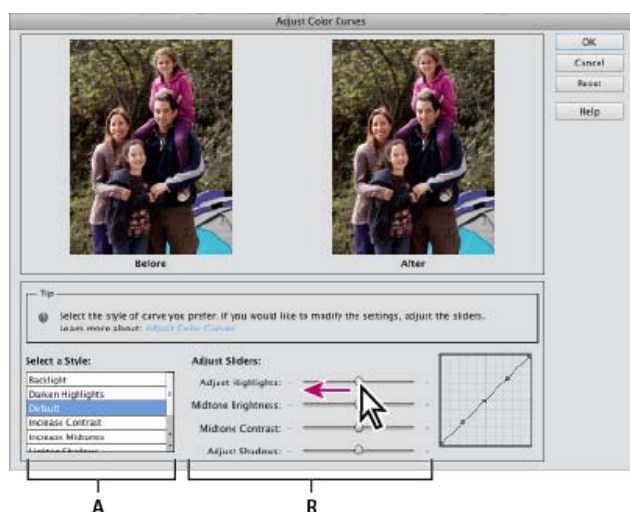 Adjust Color Curves
OK
Cancel
Reset
Help
Before
After
Tip
Select the style of curve you prefer. If you would like to modify the settings, adjust the sliders.
Learn more about: Adjust Color Curves
Select a Style:
Backlight
Darken Highlights
Default
Increase Contrast
Increase Midtones
Lighten Shadows
Adjust Sliders:
Adjust Highlights:
Midtone Brightness:
Midtone Contrast:
Adjust Shadows:
A
B